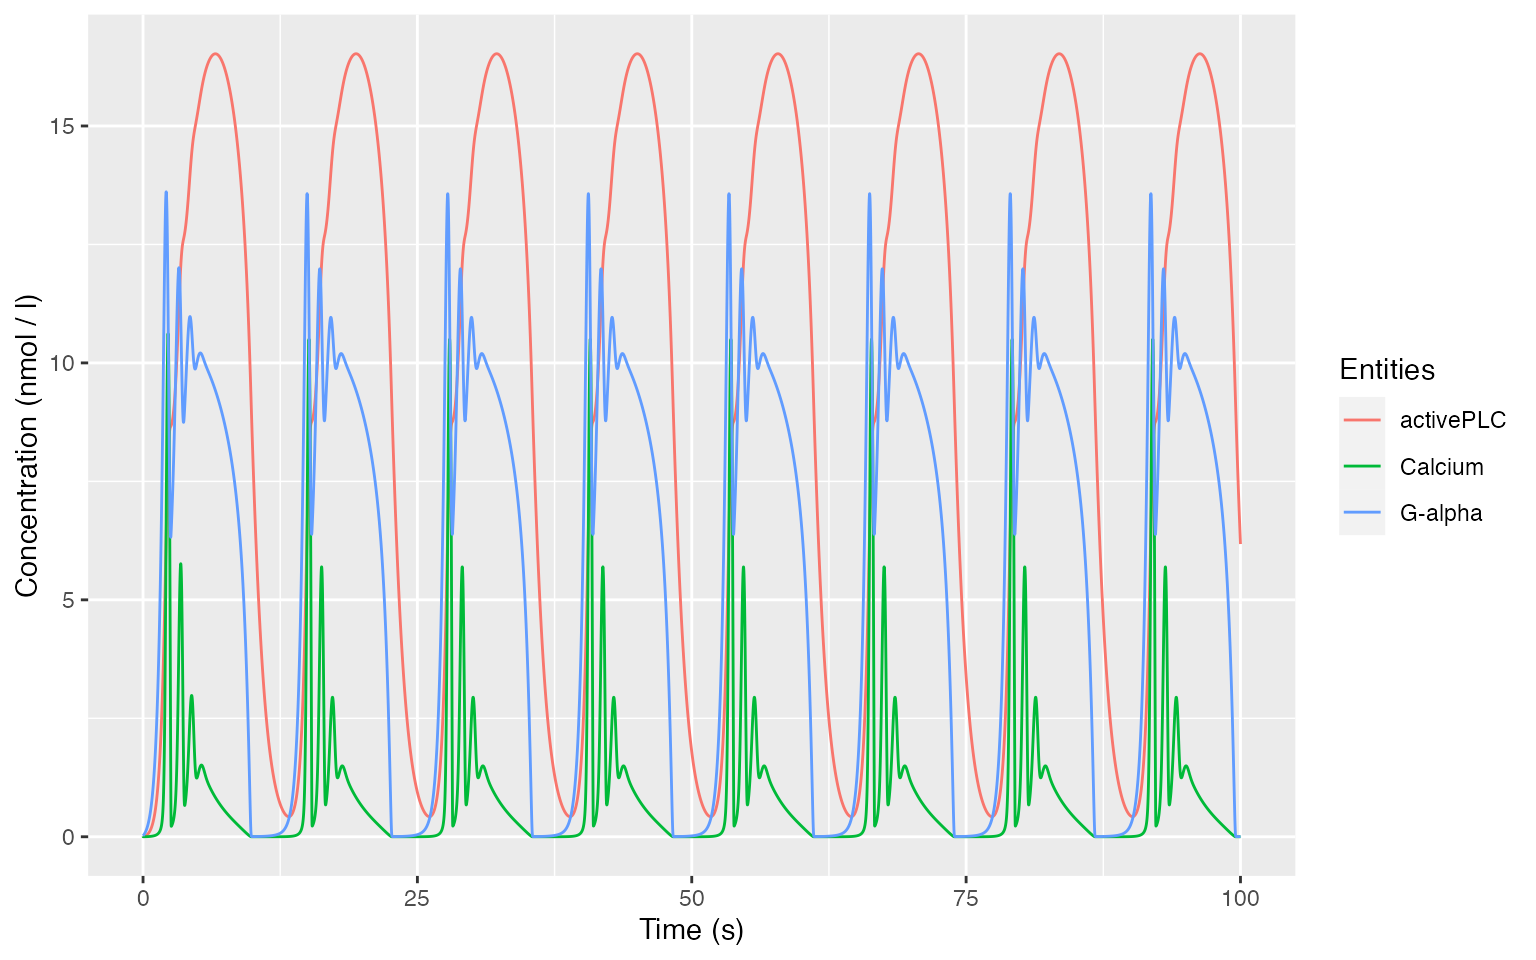 15
10
5
0
Concentration (nmol / l)
0 25 50 75 100
Time (s)
Entities
activePLC
Calcium
G-alpha